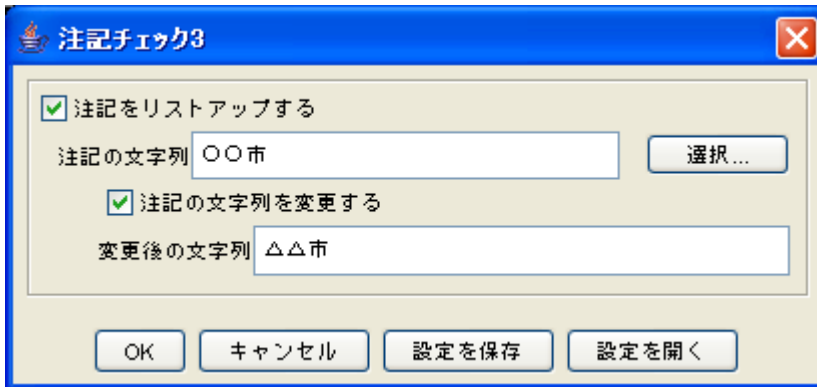 注記チェック3
注記をリストアップする
注記の文字列 〇〇市 選択...
注記の文字列を変更する
変更後の文字列 △△市
OK キャンセル 設定を保存 設定を開く